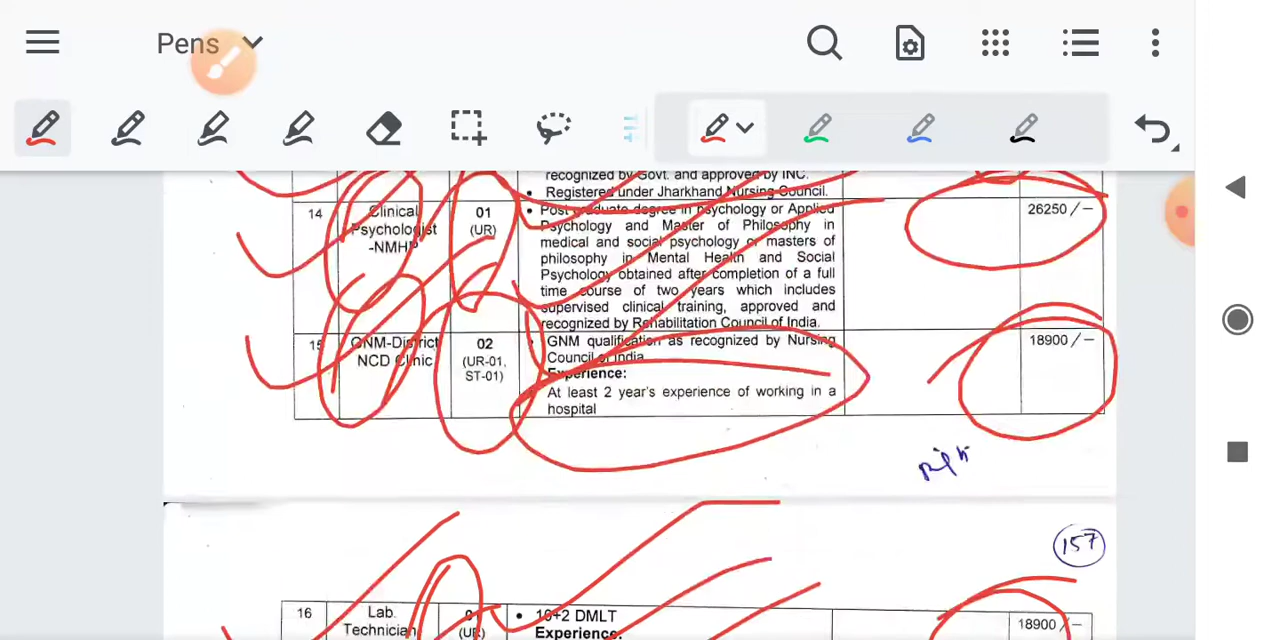 Pens
recognized by Govt. and approved by INC.
• Registered under Jharkhand Nursing Council.
14 Clinical Psychologist -NMHP 01 (UR) • Post graduate degree in psychology or Applied 26250/–
Psychology and Master of Philosophy in
medical and social psychology or masters of
philosophy in Mental Health and Social
Psychology obtained after completion of a full
time course of two years which includes
supervised clinical training, approved and
recognized by Rehabilitation Council of India.
15 GNM-District NCD Clinic 02 (UR-01, ST-01) • GNM qualification as recognized by Nursing 18900/–
Council of India
Experience:
At least 2 year's experience of working in a
hospital
157
16 Lab. Technician (UR) • 10+2 DMLT 18900/–
Experience: